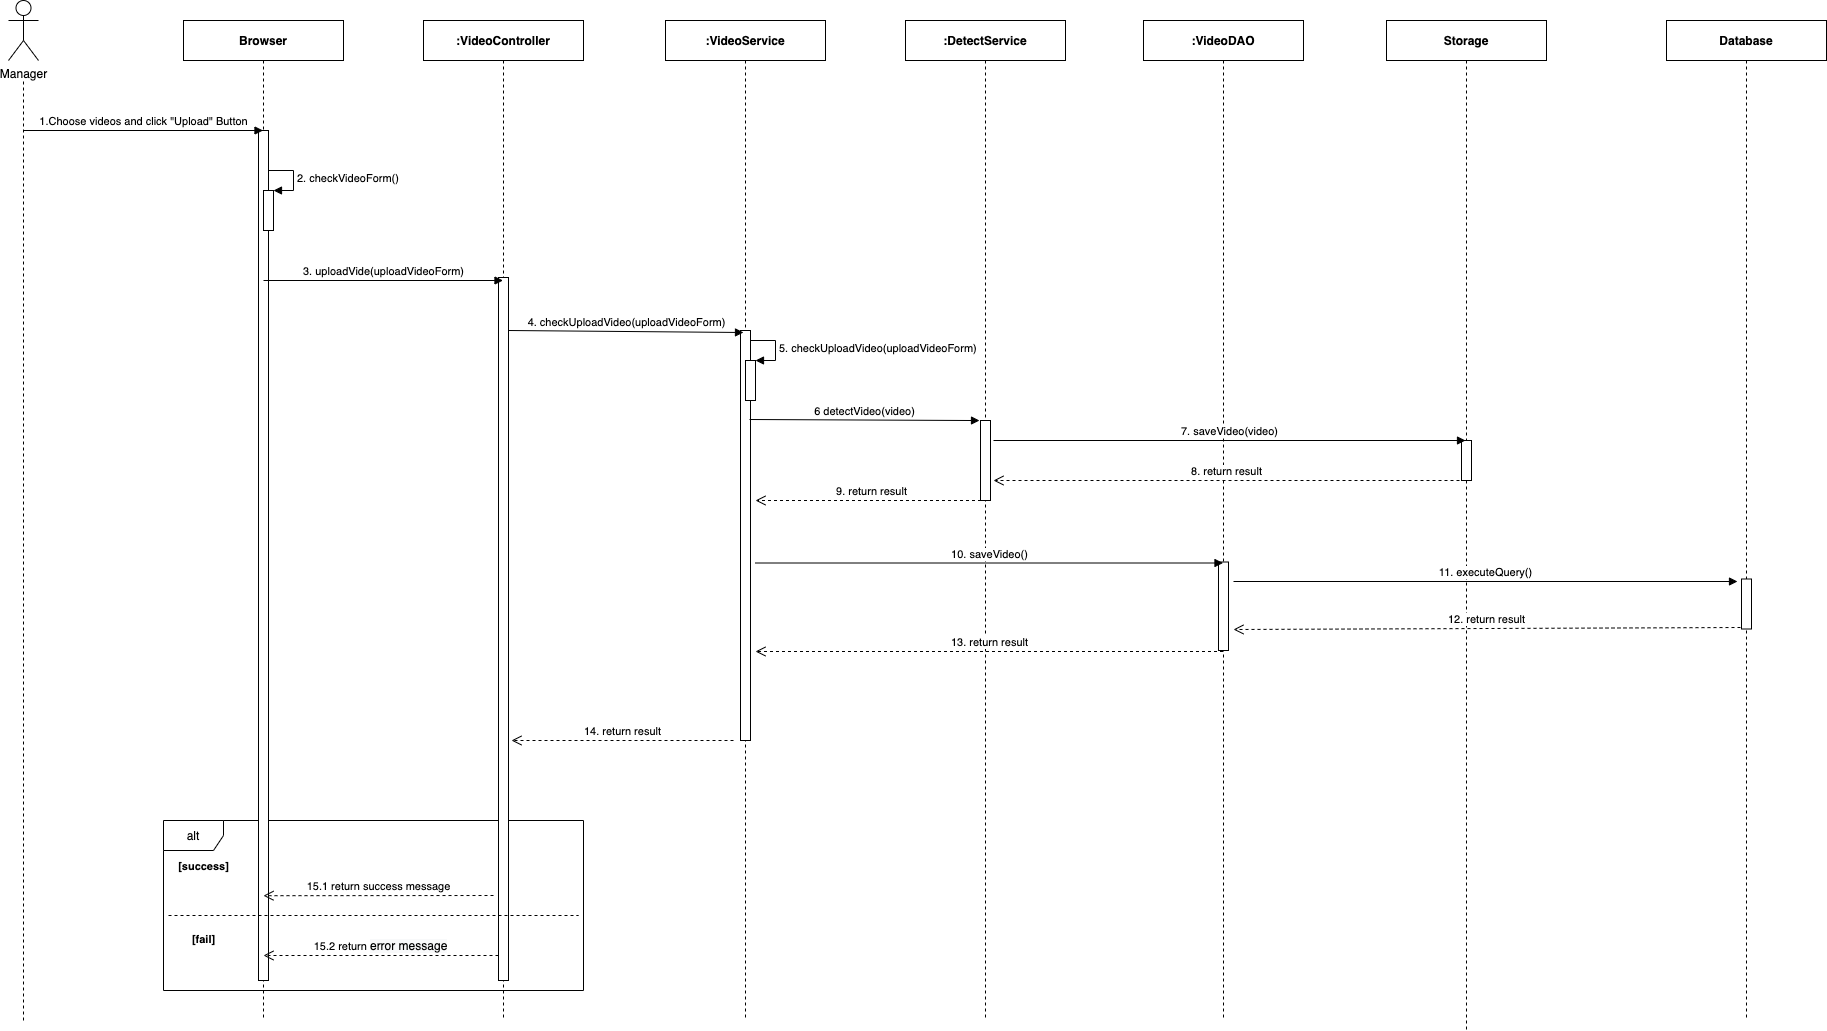 Manager
Browser
:VideoController
:VideoService
:DetectService
:VideoDAO
Storage
Database
1.Choose videos and click "Upload" Button
2. checkVideoForm()
3. uploadVide(uploadVideoForm)
4. checkUploadVideo(uploadVideoForm)
5. checkUploadVideo(uploadVideoForm)
6 detectVideo(video)
7. saveVideo(video)
8. return result
9. return result
10. saveVideo()
11. executeQuery()
12. return result
13. return result
14. return result
alt
[success]
15.1 return success message
[fail]
15.2 return error message